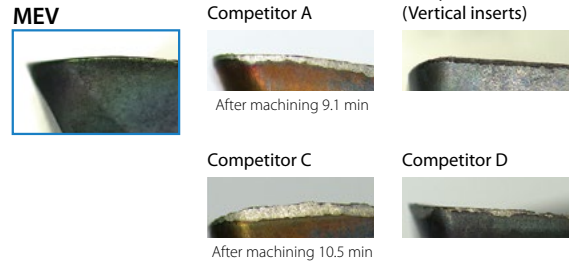 MEV
Competitor A
(Vertical inserts)
After machining 9.1 min
Competitor C
Competitor D
After machining 10.5 min